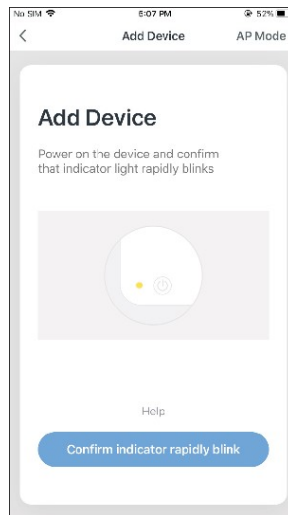 No SIM 6:07 PM 52%
Add Device AP Mode
Add Device
Power on the device and confirm
that indicator light rapidly blinks
Help
Confirm indicator rapidly blink